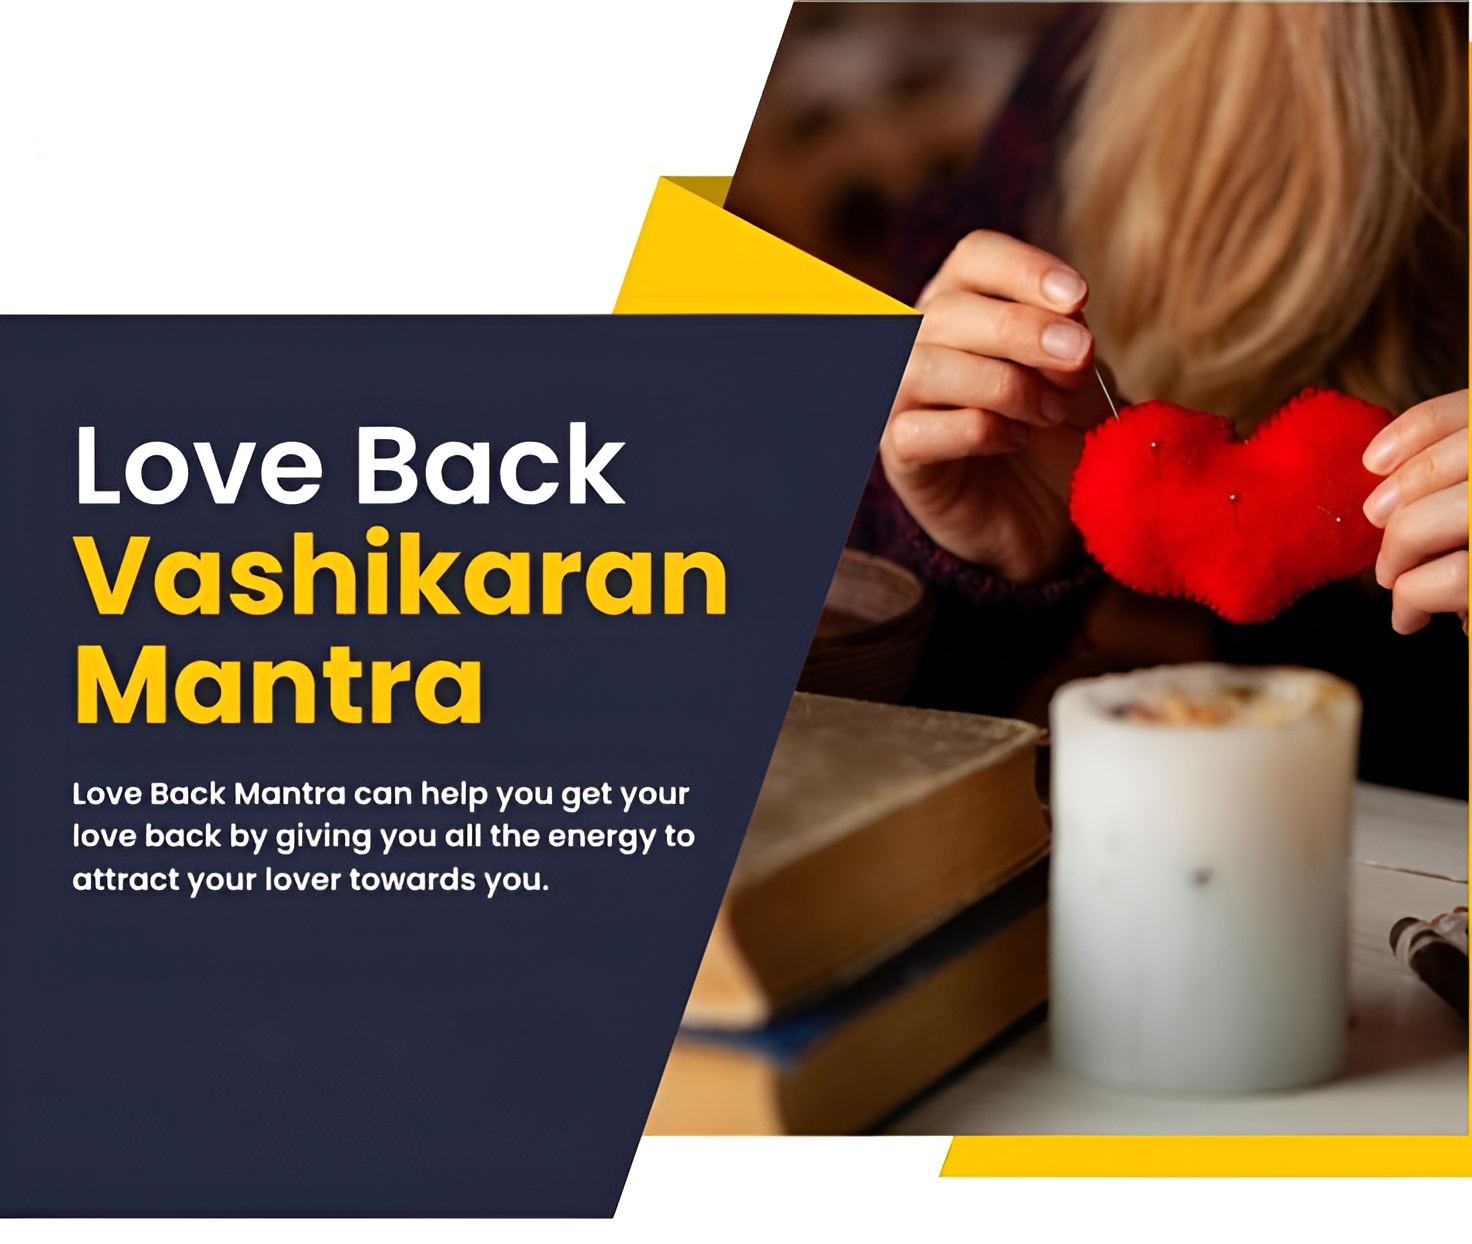 Love Back
Vashikaran
Mantra
Love Back Mantra can help you get your
love back by giving you all the energy to
attract your lover towards you.